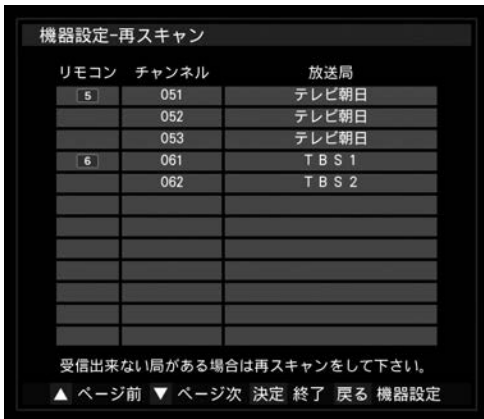 機器設定-再スキャン
リモコン チャンネル 放送局
5 051 テレビ朝日
052 テレビ朝日
053 テレビ朝日
6 061 TBS1
062 TBS2
受信出来ない局がある場合は再スキャンをして下さい。
▲ ページ前 ▼ ページ次 決定 終了 戻る 機器設定